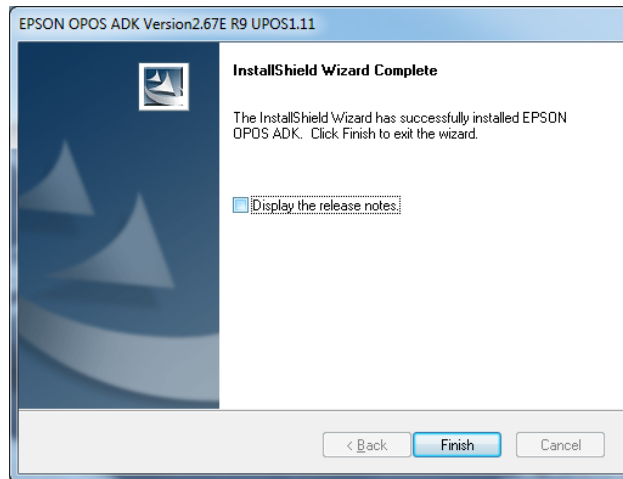 EPSON OPOS ADK Version2.67E R9 UPOS1.11
InstallShield Wizard Complete
The InstallShield Wizard has successfully installed EPSON
OPOS ADK. Click Finish to exit the wizard.
Display the release notes.
< Back
Finish
Cancel